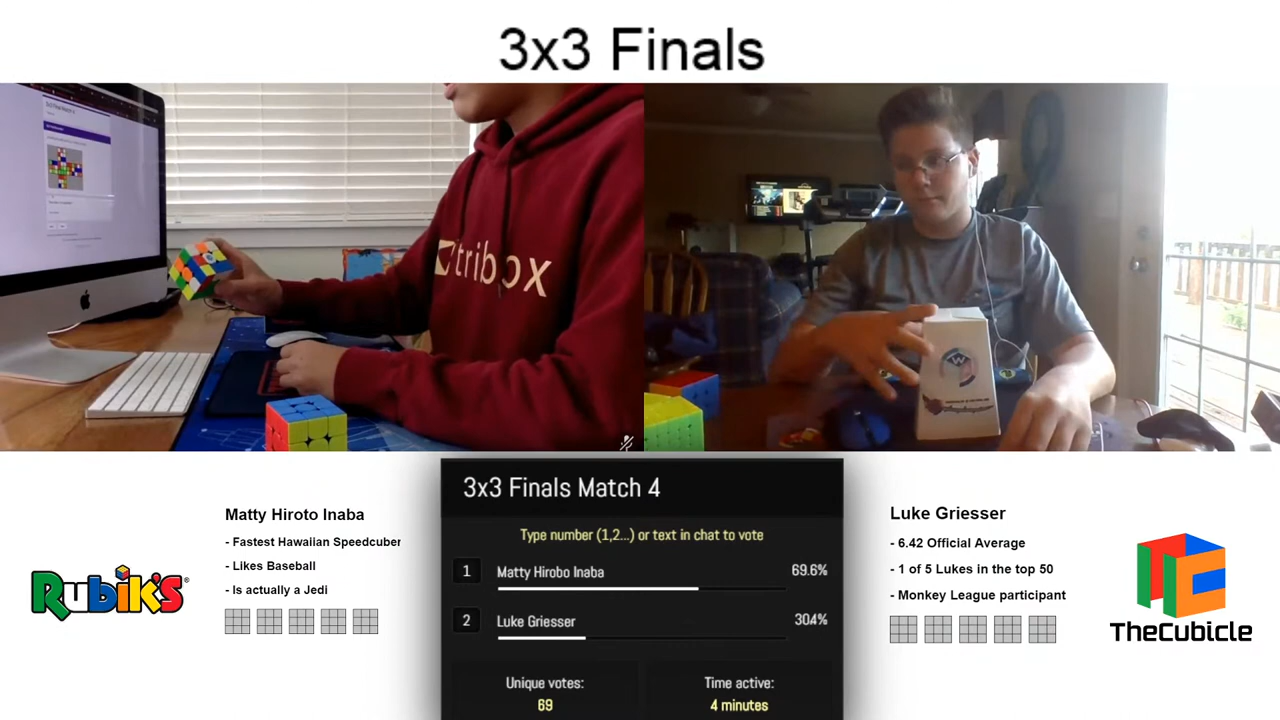 3x3 Finals
tribox
Matty Hiroto Inaba
- Fastest Hawaiian Speedcuber
- Likes Baseball
- Is actually a Jedi
RUBIK'S®
3x3 Finals Match 4
Type number (1,2...) or text in chat to vote
1 Matty Hirobo Inaba 69.6%
2 Luke Griesser 30.4%
Unique votes:
69
Time active:
4 minutes
Luke Griesser
- 6.42 Official Average
- 1 of 5 Lukes in the top 50
- Monkey League participant
TheCubicle